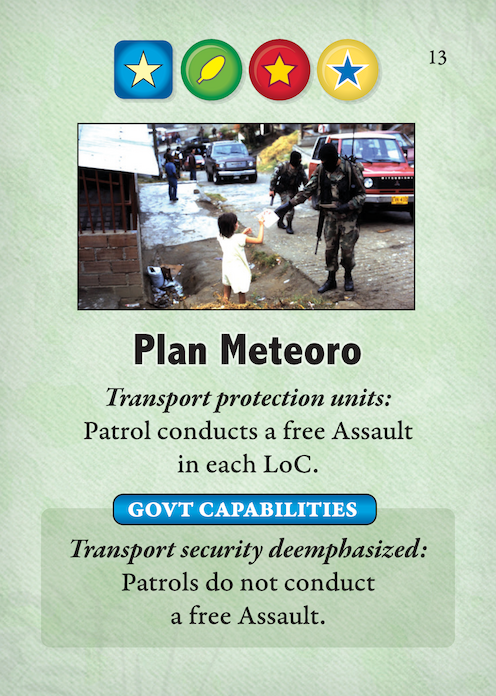 13
Plan Meteoro
Transport protection units:
Patrol conducts a free Assault
in each LoC.
GOVT CAPABILITIES
Transport security deemphasized:
Patrols do not conduct
a free Assault.